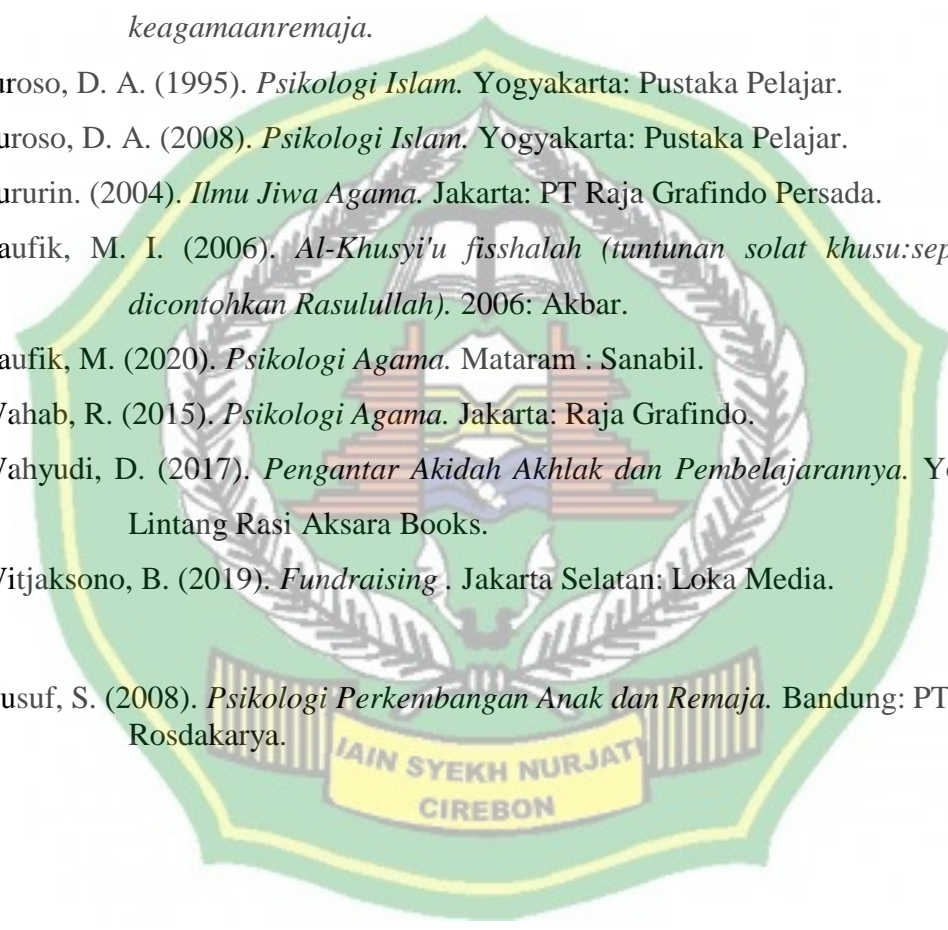 keagamaanremaja.
uroso, D. A. (1995). Psikologi Islam. Yogyakarta: Pustaka Pelajar.
uroso, D. A. (2008). Psikologi Islam. Yogyakarta: Pustaka Pelajar.
ururin. (2004). Ilmu Jiwa Agama. Jakarta: PT Raja Grafindo Persada.
aufik, M. I. (2006). Al-Khusyi'u fisshalah (tuntunan solat khusu:sep
dicontohkan Rasulullah). 2006: Akbar.
aufik, M. (2020). Psikologi Agama. Mataram : Sanabil.
ahab, R. (2015). Psikologi Agama. Jakarta: Raja Grafindo.
ahyudi, D. (2017). Pengantar Akidah Akhlak dan Pembelajarannya. Yo
Lintang Rasi Aksara Books.
itjaksono, B. (2019). Fundraising . Jakarta Selatan: Loka Media.
usuf, S. (2008). Psikologi Perkembangan Anak dan Remaja. Bandung: PT
Rosdakarya.
IAIN SYEKH NURJATI
CIREBON